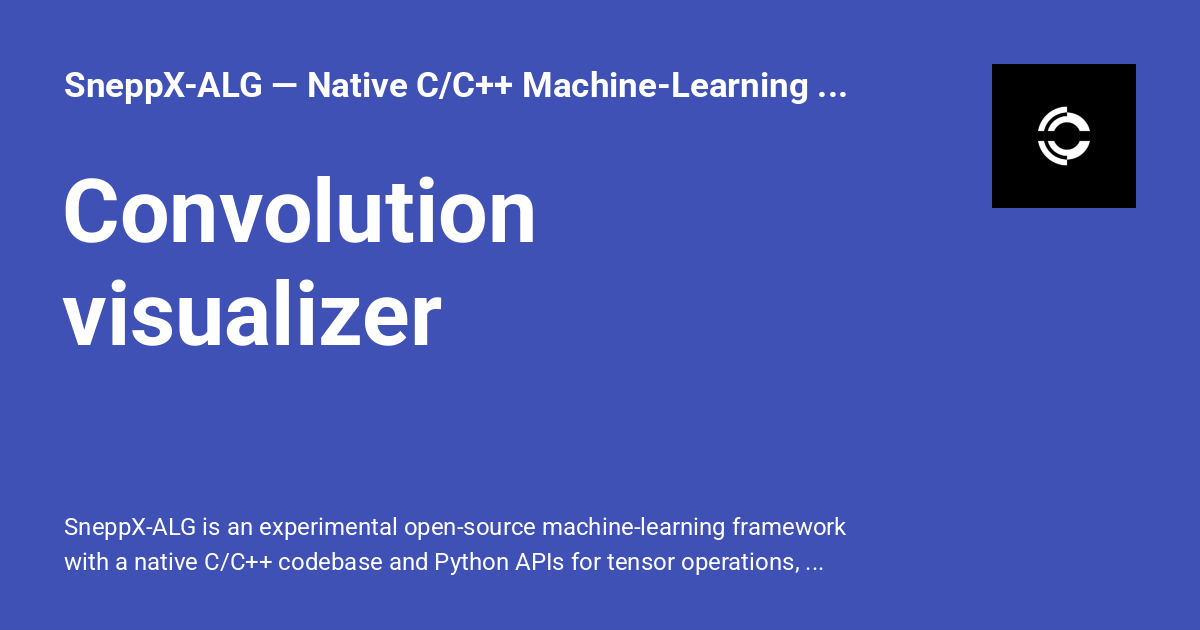 SneppX-ALG — Native C/C++ Machine-Learning ...
Convolution
visualizer
SneppX-ALG is an experimental open-source machine-learning framework
with a native C/C++ codebase and Python APIs for tensor operations, ...